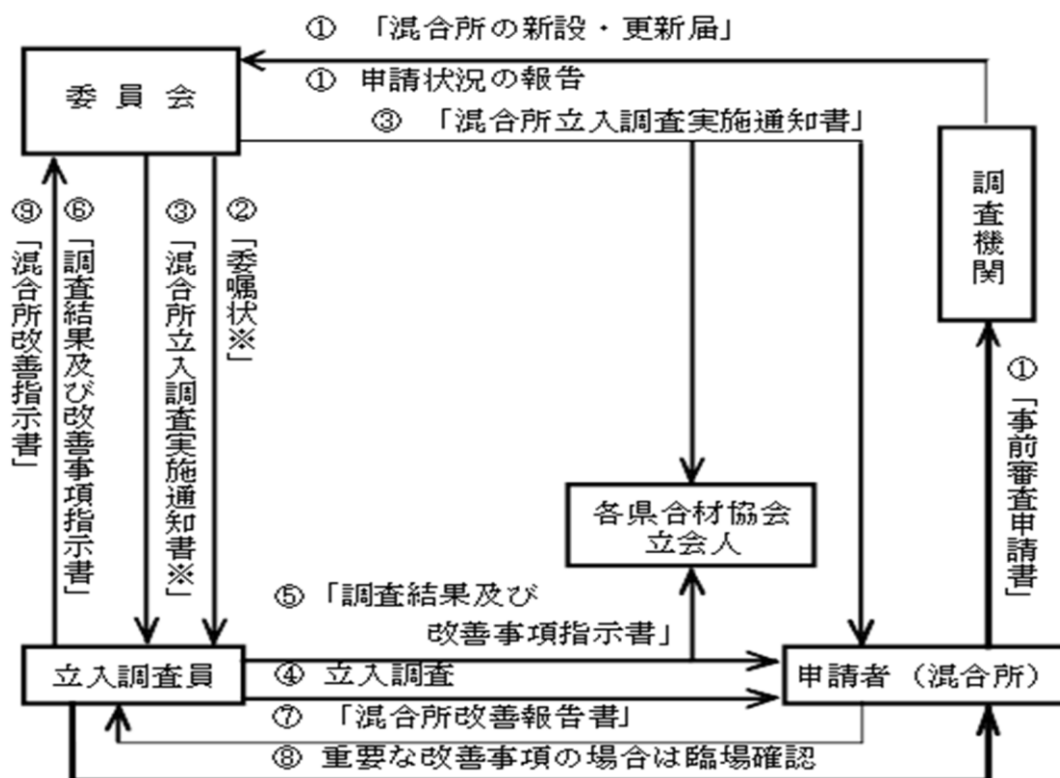 ① 「混合所の新設・更新届」
委 員 会
① 申請状況の報告
③ 「混合所立入調査実施通知書」
調査機関
⑨「混合所改善指示書」
⑥「調査結果及び改善事項指示書」
③「混合所立入調査実施通知書※」
②「委嘱状※」
①「事前審査申請書」
各県合材協会
立会人
⑤ 「調査結果及び
改善事項指示書」
立入調査員
④ 立入調査
申請者（混合所）
⑦ 「混合所改善報告書」
⑧ 重要な改善事項の場合は臨場確認